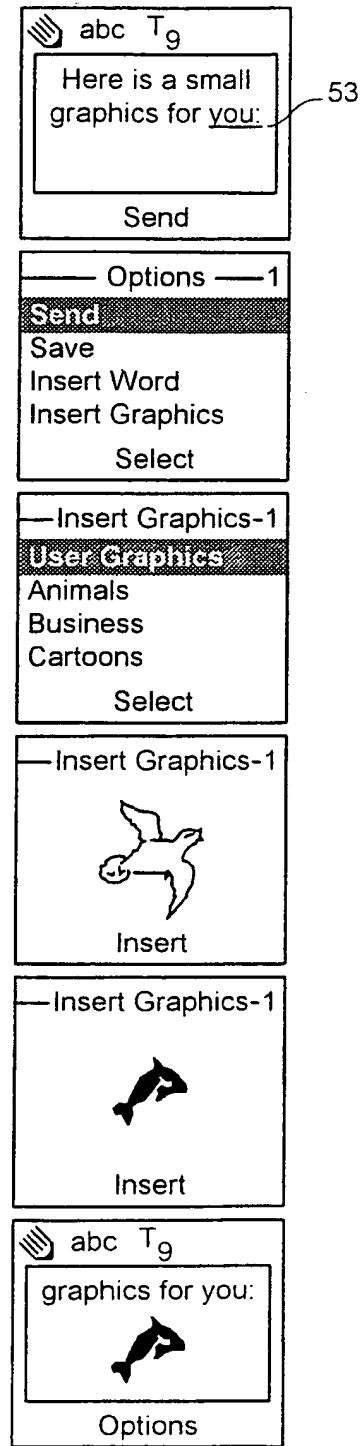 abc T9
Here is a small
graphics for you:
53
Send
Options 1
Send
Save
Insert Word
Insert Graphics
Select
Insert Graphics-1
User Graphics
Animals
Business
Cartoons
Select
Insert Graphics-1
Insert
Insert Graphics-1
Insert
abc T9
graphics for you:
Options